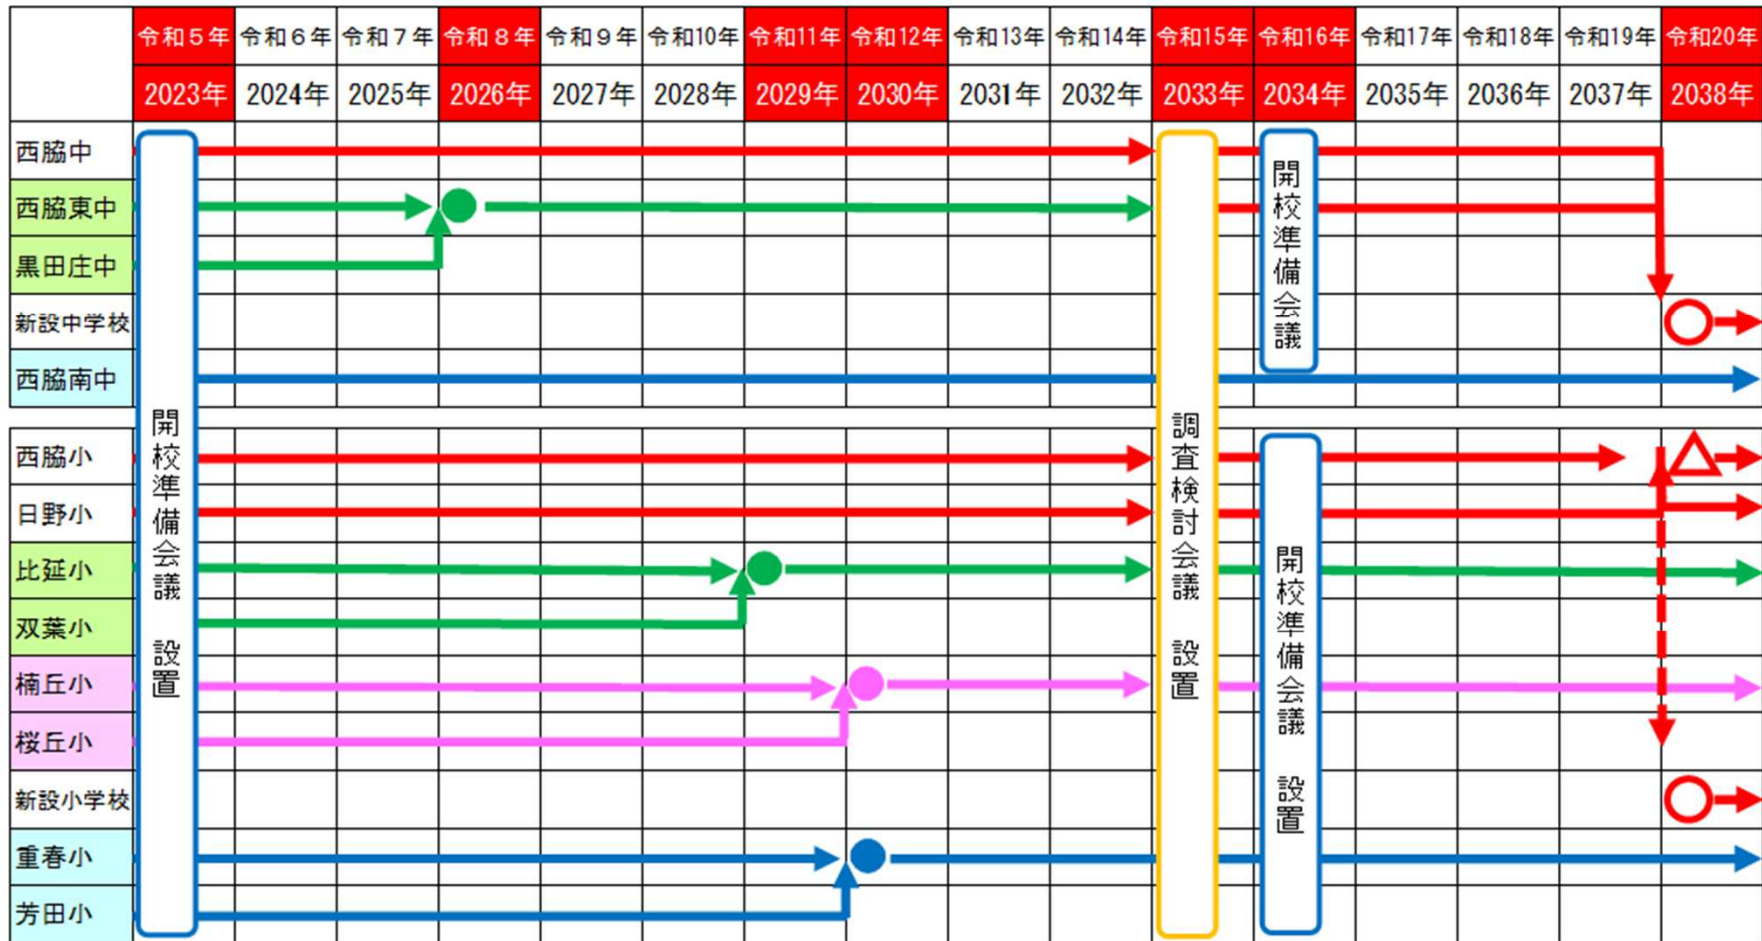 令和５年 令和６年 令和７年 令和８年 令和９年 令和10年 令和11年 令和12年 令和13年 令和14年 令和15年 令和16年 令和17年 令和18年 令和19年 令和20年
2023年 2024年 2025年 2026年 2027年 2028年 2029年 2030年 2031年 2032年 2033年 2034年 2035年 2036年 2037年 2038年
西脇中
西脇東中
黒田庄中
新設中学校
西脇南中
西脇小
日野小
比延小
双葉小
楠丘小
桜丘小
新設小学校
重春小
芳田小
開校準備会議　設置
調査検討会議　設置
開校準備会議
開校準備会議　設置